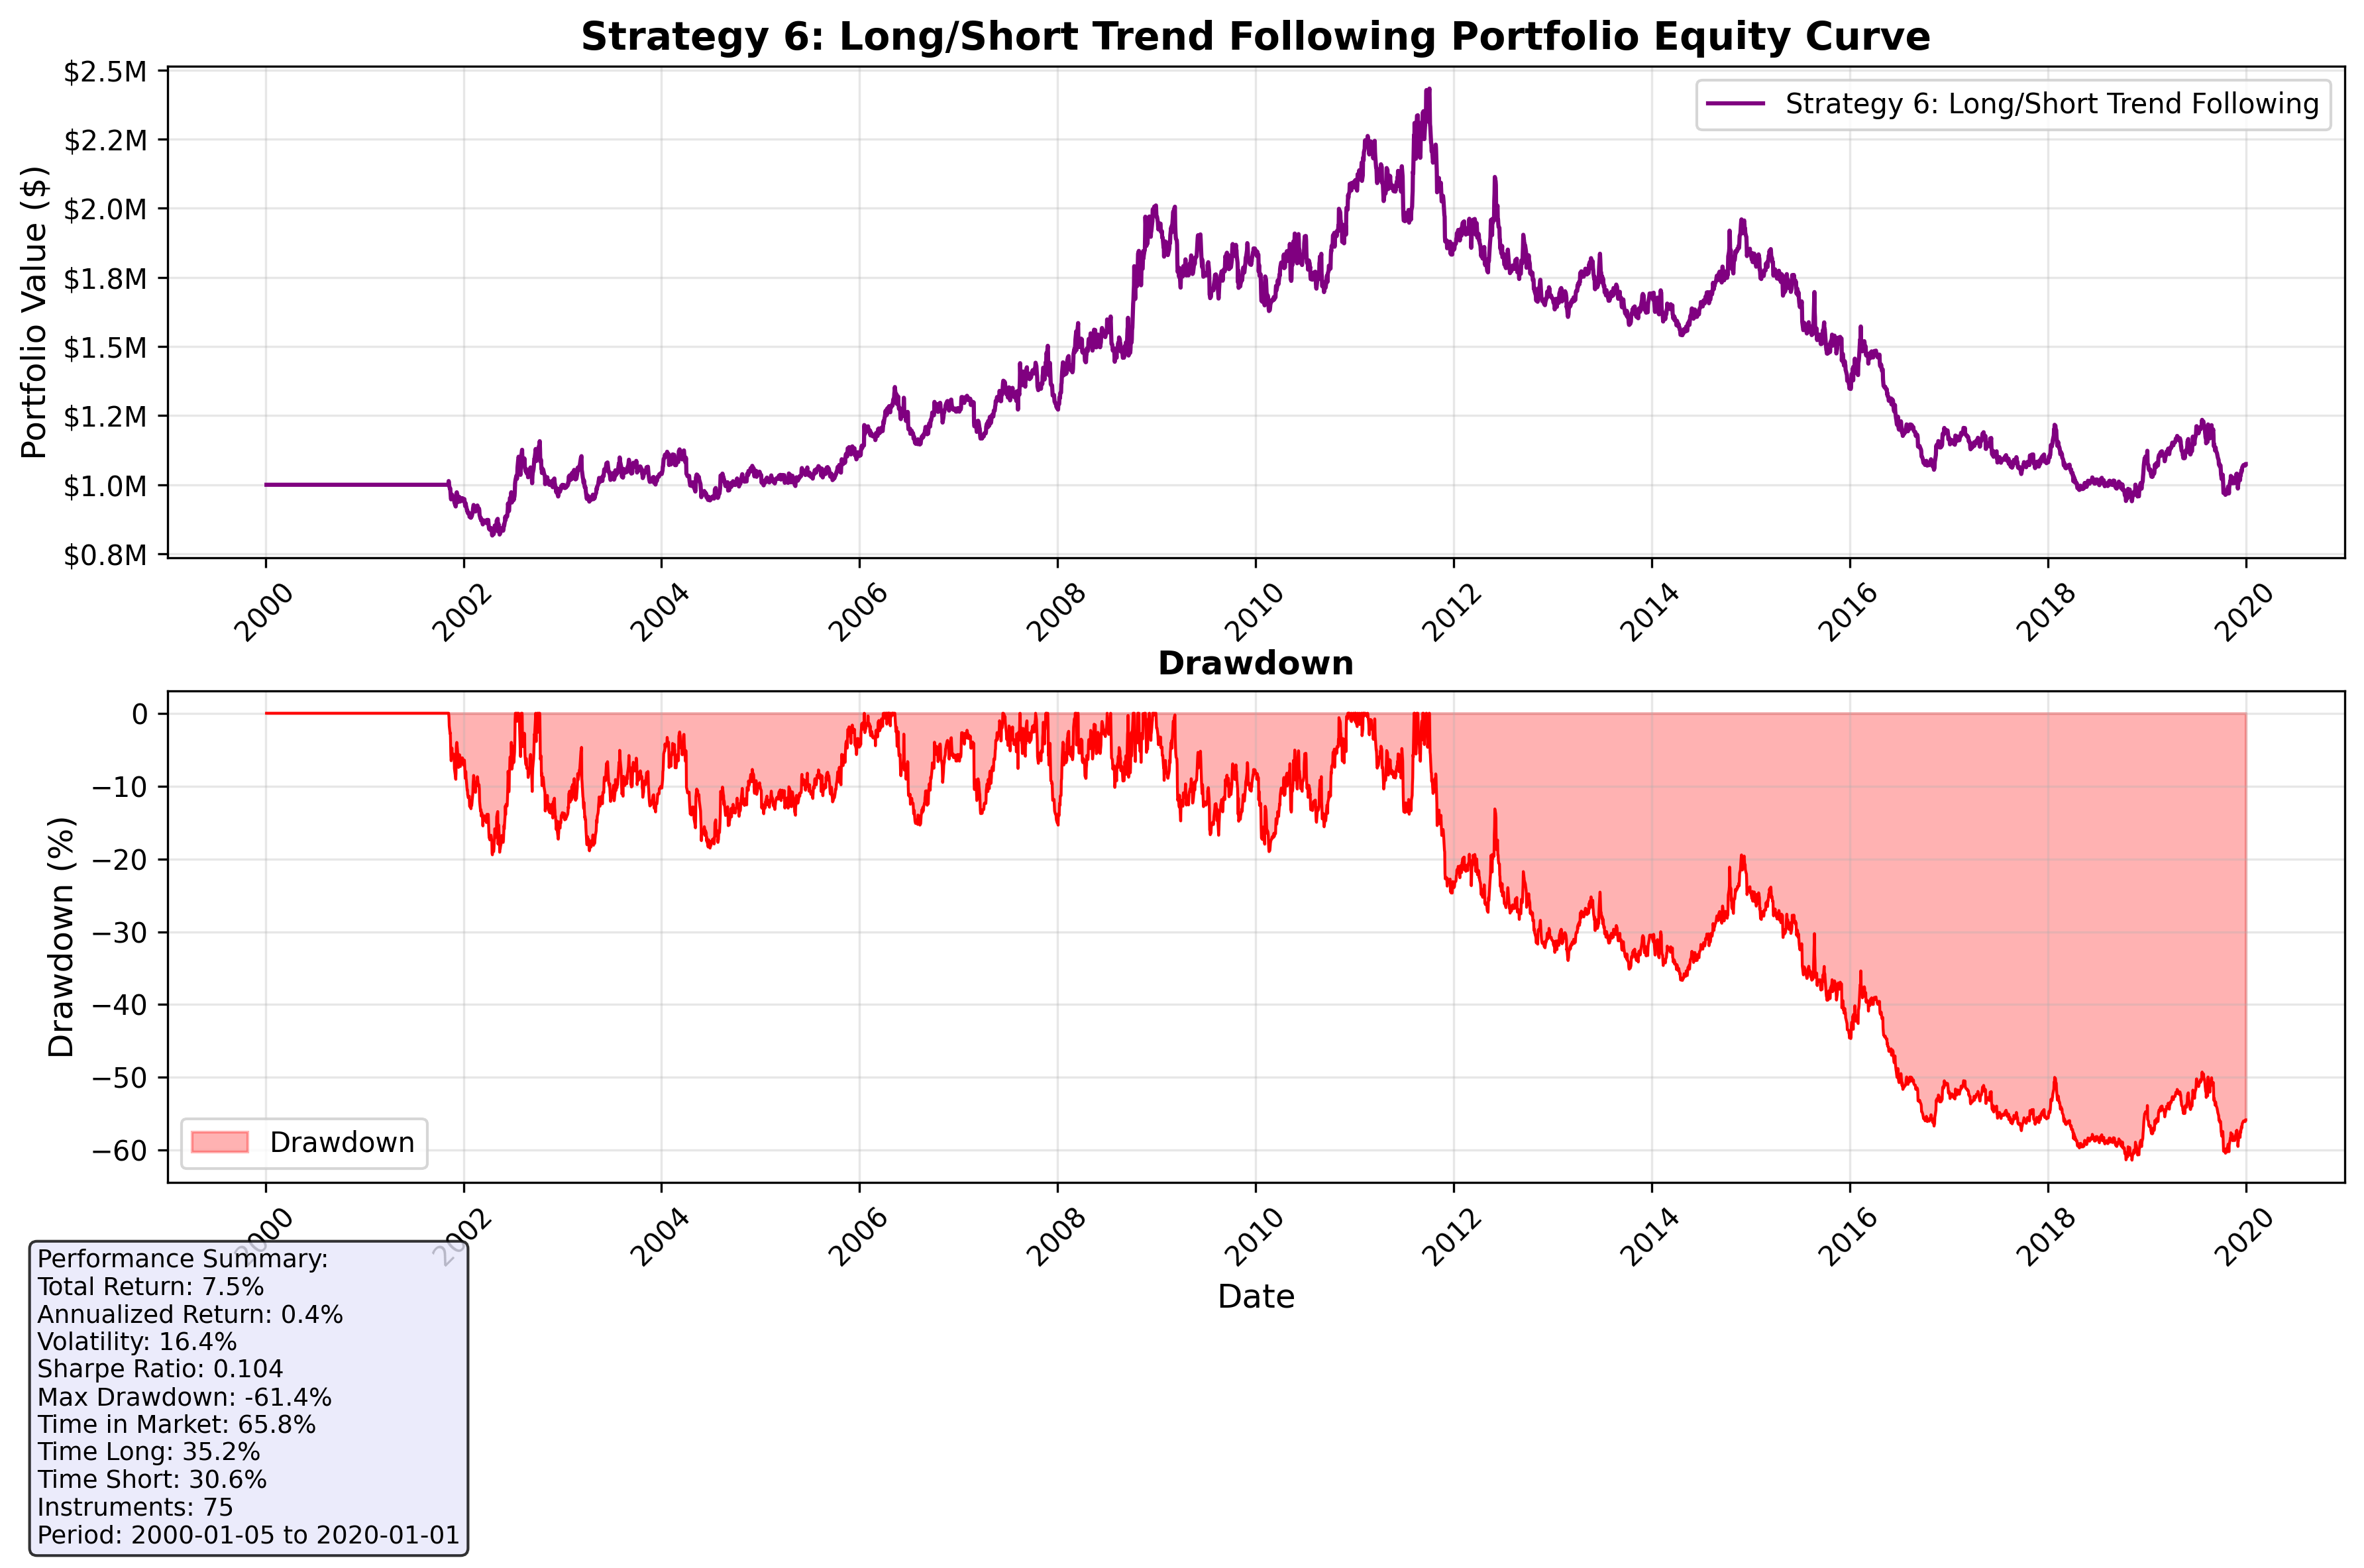 Strategy 6: Long/Short Trend Following Portfolio Equity Curve
Portfolio Value ($)
$2.5M
$2.2M
$2.0M
$1.8M
$1.5M
$1.2M
$1.0M
$0.8M
Strategy 6: Long/Short Trend Following
2000
2002
2004
2006
2008
2010
2012
2014
2016
2018
2020
Drawdown
Drawdown (%)
0
−10
−20
−30
−40
−50
−60
Drawdown
2000
2002
2004
2006
2008
2010
2012
2014
2016
2018
2020
Date
Performance Summary:
Total Return: 7.5%
Annualized Return: 0.4%
Volatility: 16.4%
Sharpe Ratio: 0.104
Max Drawdown: -61.4%
Time in Market: 65.8%
Time Long: 35.2%
Time Short: 30.6%
Instruments: 75
Period: 2000-01-05 to 2020-01-01